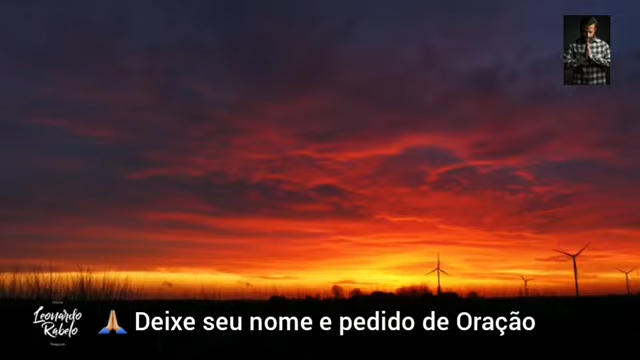 Leonardo
Rabelo
🙏🏼 Deixe seu nome e pedido de Oração